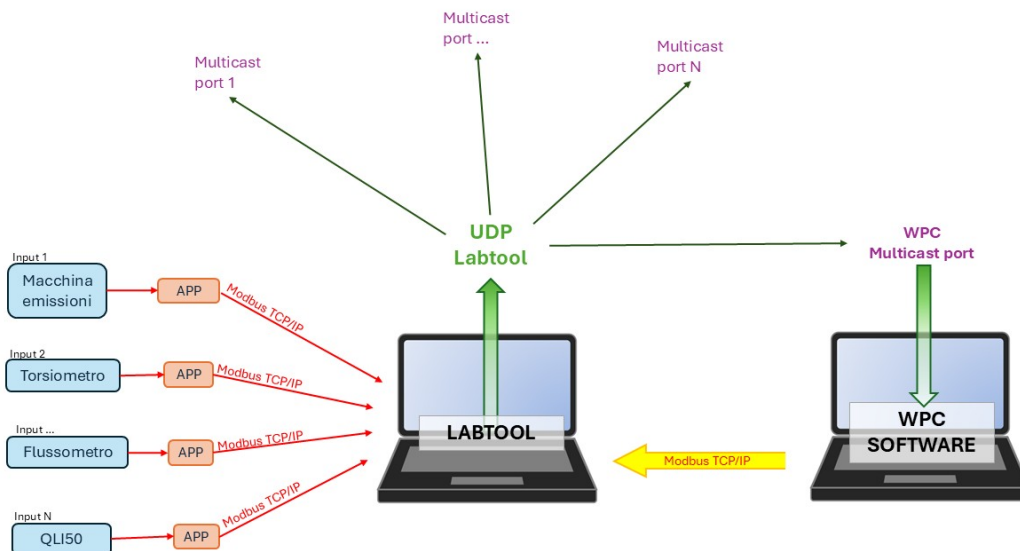 Multicast
port 1
Multicast
port ...
Multicast
port N
UDP
Labtool
WPC
Multicast port
Input 1
Macchina
emissioni
APP
Modbus TCP/IP
Input 2
Torsiometro
APP
Modbus TCP/IP
Input ...
Flussometro
APP
Modbus TCP/IP
Input N
QLI50
APP
Modbus TCP/IP
LABTOOL
Modbus TCP/IP
WPC
SOFTWARE